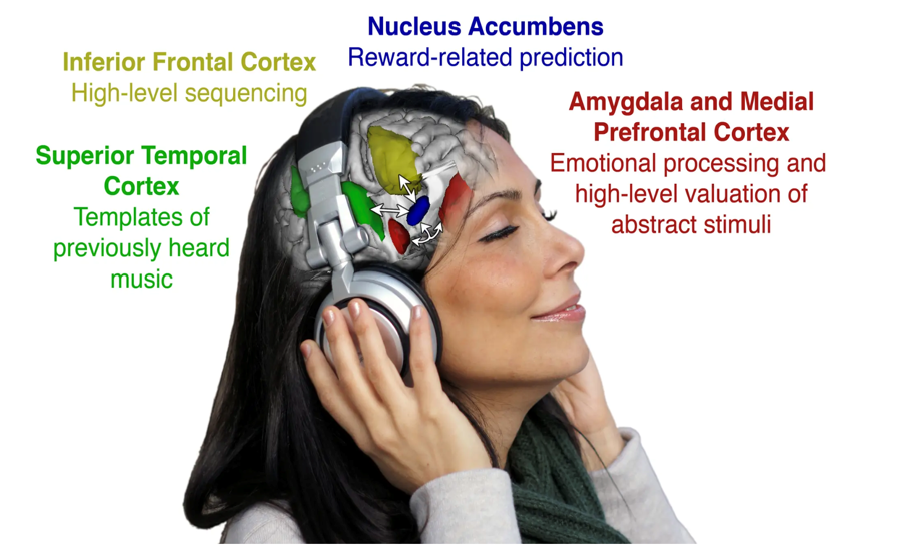 Nucleus Accumbens
Reward-related prediction
Inferior Frontal Cortex
High-level sequencing
Amygdala and Medial
Prefrontal Cortex
Emotional processing and
high-level valuation of
abstract stimuli
Superior Temporal
Cortex
Templates of
previously heard
music